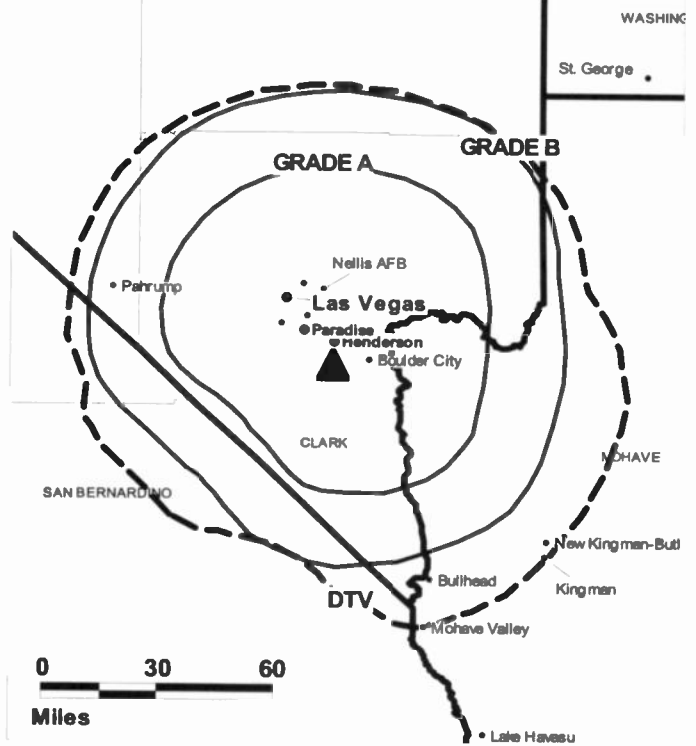 WASHING
St. George
GRADE B
GRADE A
Nellis AFB
Pahrump
Las Vegas
Paradise
Henderson
Boulder City
CLARK
MOHAVE
SAN BERNARDINO
New Kingman-Butl
Bullhead
Kingman
DTV
Mohave Valley
0 30 60
Miles
Lake Havasu